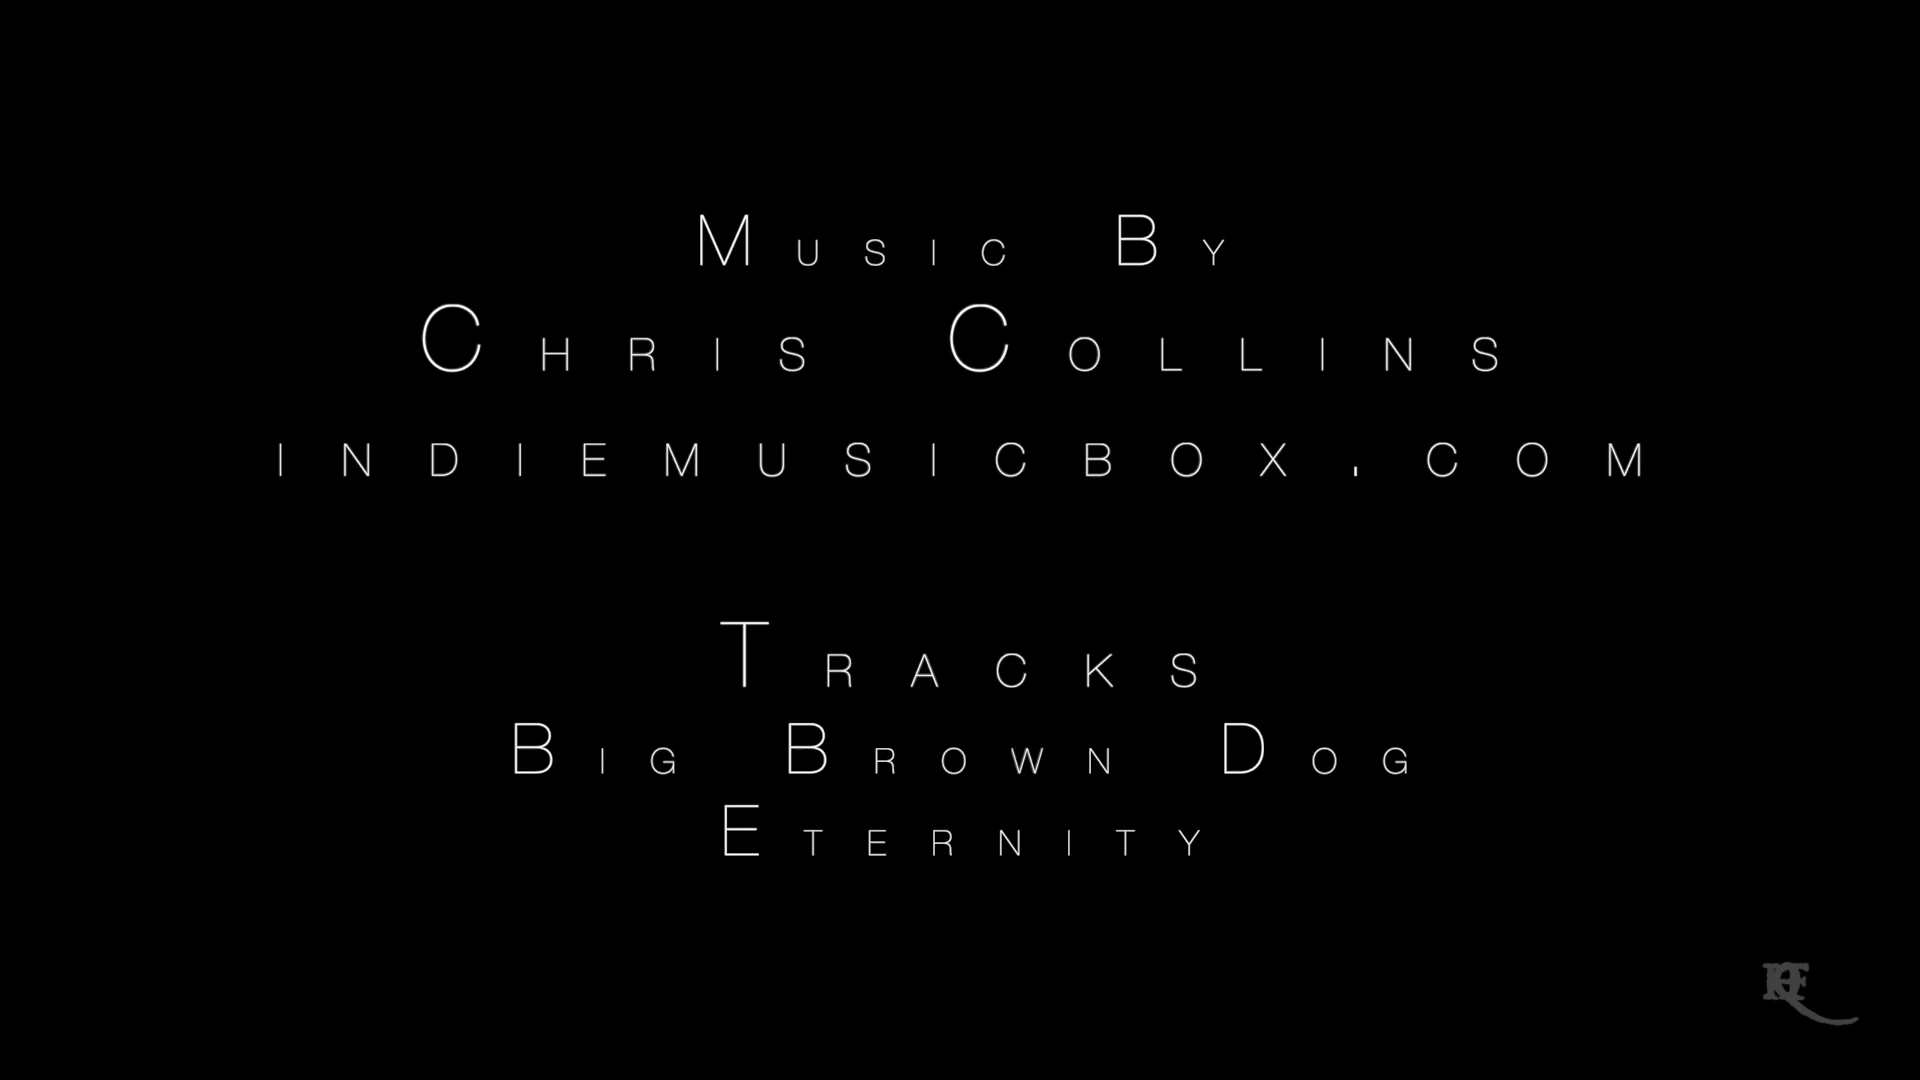 Music By
Chris Collins
indiemusicbox.com
Tracks
Big Brown Dog
Eternity